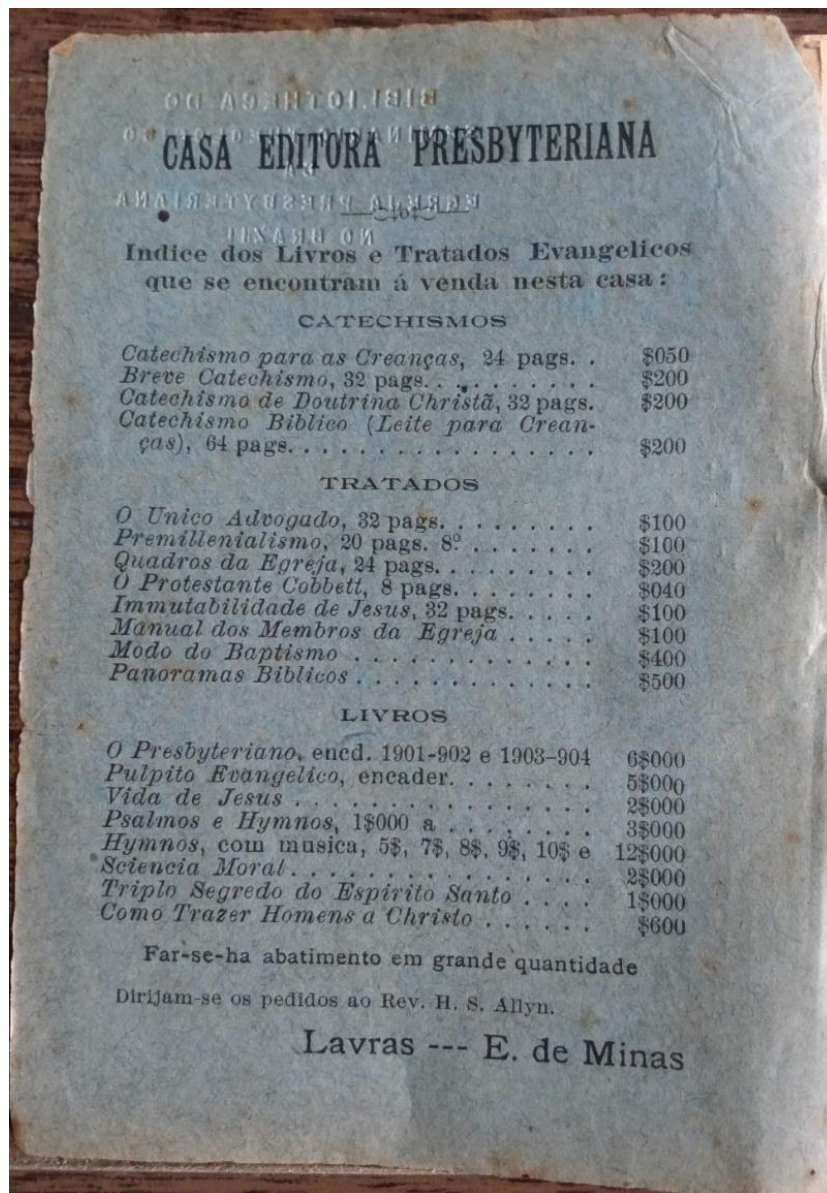 CASA EDITORA PRESBYTERIANA
Indice dos Livros e Tratados Evangelicos
que se encontram á venda nesta casa:
CATECHISMOS
Catechismo para as Creanças, 24 pags. . $050
Breve Catechismo, 32 pags. . . . . . . . . . $200
Catechismo de Doutrina Christã, 32 pags. $200
Catechismo Biblico (Leite para Crean-
ças), 64 pags. . . . . . . . . . . . . . . . . . $200
TRATADOS
O Unico Advogado, 32 pags. . . . . . . . . $100
Premillenialismo, 20 pags. 8º . . . . . . . $100
Quadros da Egreja, 24 pags. . . . . . . . . $200
O Protestante Cobbett, 8 pags. . . . . . . . $040
Immutabilidade de Jesus, 32 pags. . . . . $100
Manual dos Membros da Egreja . . . . . $100
Modo do Baptismo . . . . . . . . . . . . . $400
Panoramas Biblicos . . . . . . . . . . . . . $500
LIVROS
O Presbyteriano, encd. 1901-902 e 1903-904 6$000
Pulpito Evangelico, encader. . . . . . . . 5$000
Vida de Jesus . . . . . . . . . . . . . . . . 2$000
Psalmos e Hymnos, 1$000 a . . . . . . . . 3$000
Hymnos, com musica, 5$, 7$, 8$, 9$, 10$ e 12$000
Sciencia Moral . . . . . . . . . . . . . . . . 2$000
Triplo Segredo do Espirito Santo . . . . 1$000
Como Trazer Homens a Christo . . . . . . $600
Far-se-ha abatimento em grande quantidade
Dirijam-se os pedidos ao Rev. H. S. Allyn.
Lavras --- E. de Minas